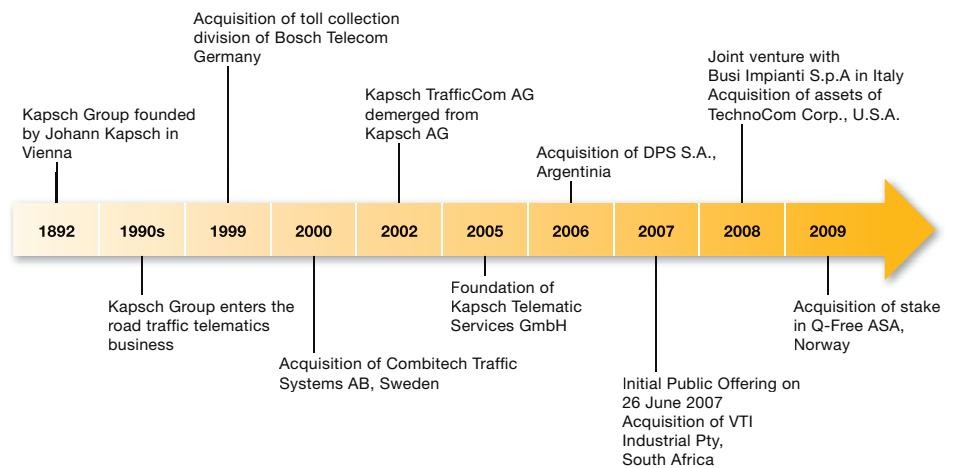 Acquisition of toll collection
division of Bosch Telecom
Germany
Joint venture with
Busi Impianti S.p.A in Italy
Acquisition of assets of
TechnoCom Corp., U.S.A.
Kapsch TrafficCom AG
demerged from
Kapsch AG
Kapsch Group founded
by Johann Kapsch in
Vienna
Acquisition of DPS S.A.,
Argentinia
1892 1990s 1999 2000 2002 2005 2006 2007 2008 2009
Kapsch Group enters the
road traffic telematics
business
Acquisition of Combitech Traffic
Systems AB, Sweden
Foundation of
Kapsch Telematic
Services GmbH
Initial Public Offering on
26 June 2007
Acquisition of VTI
Industrial Pty,
South Africa
Acquisition of stake
in Q-Free ASA,
Norway